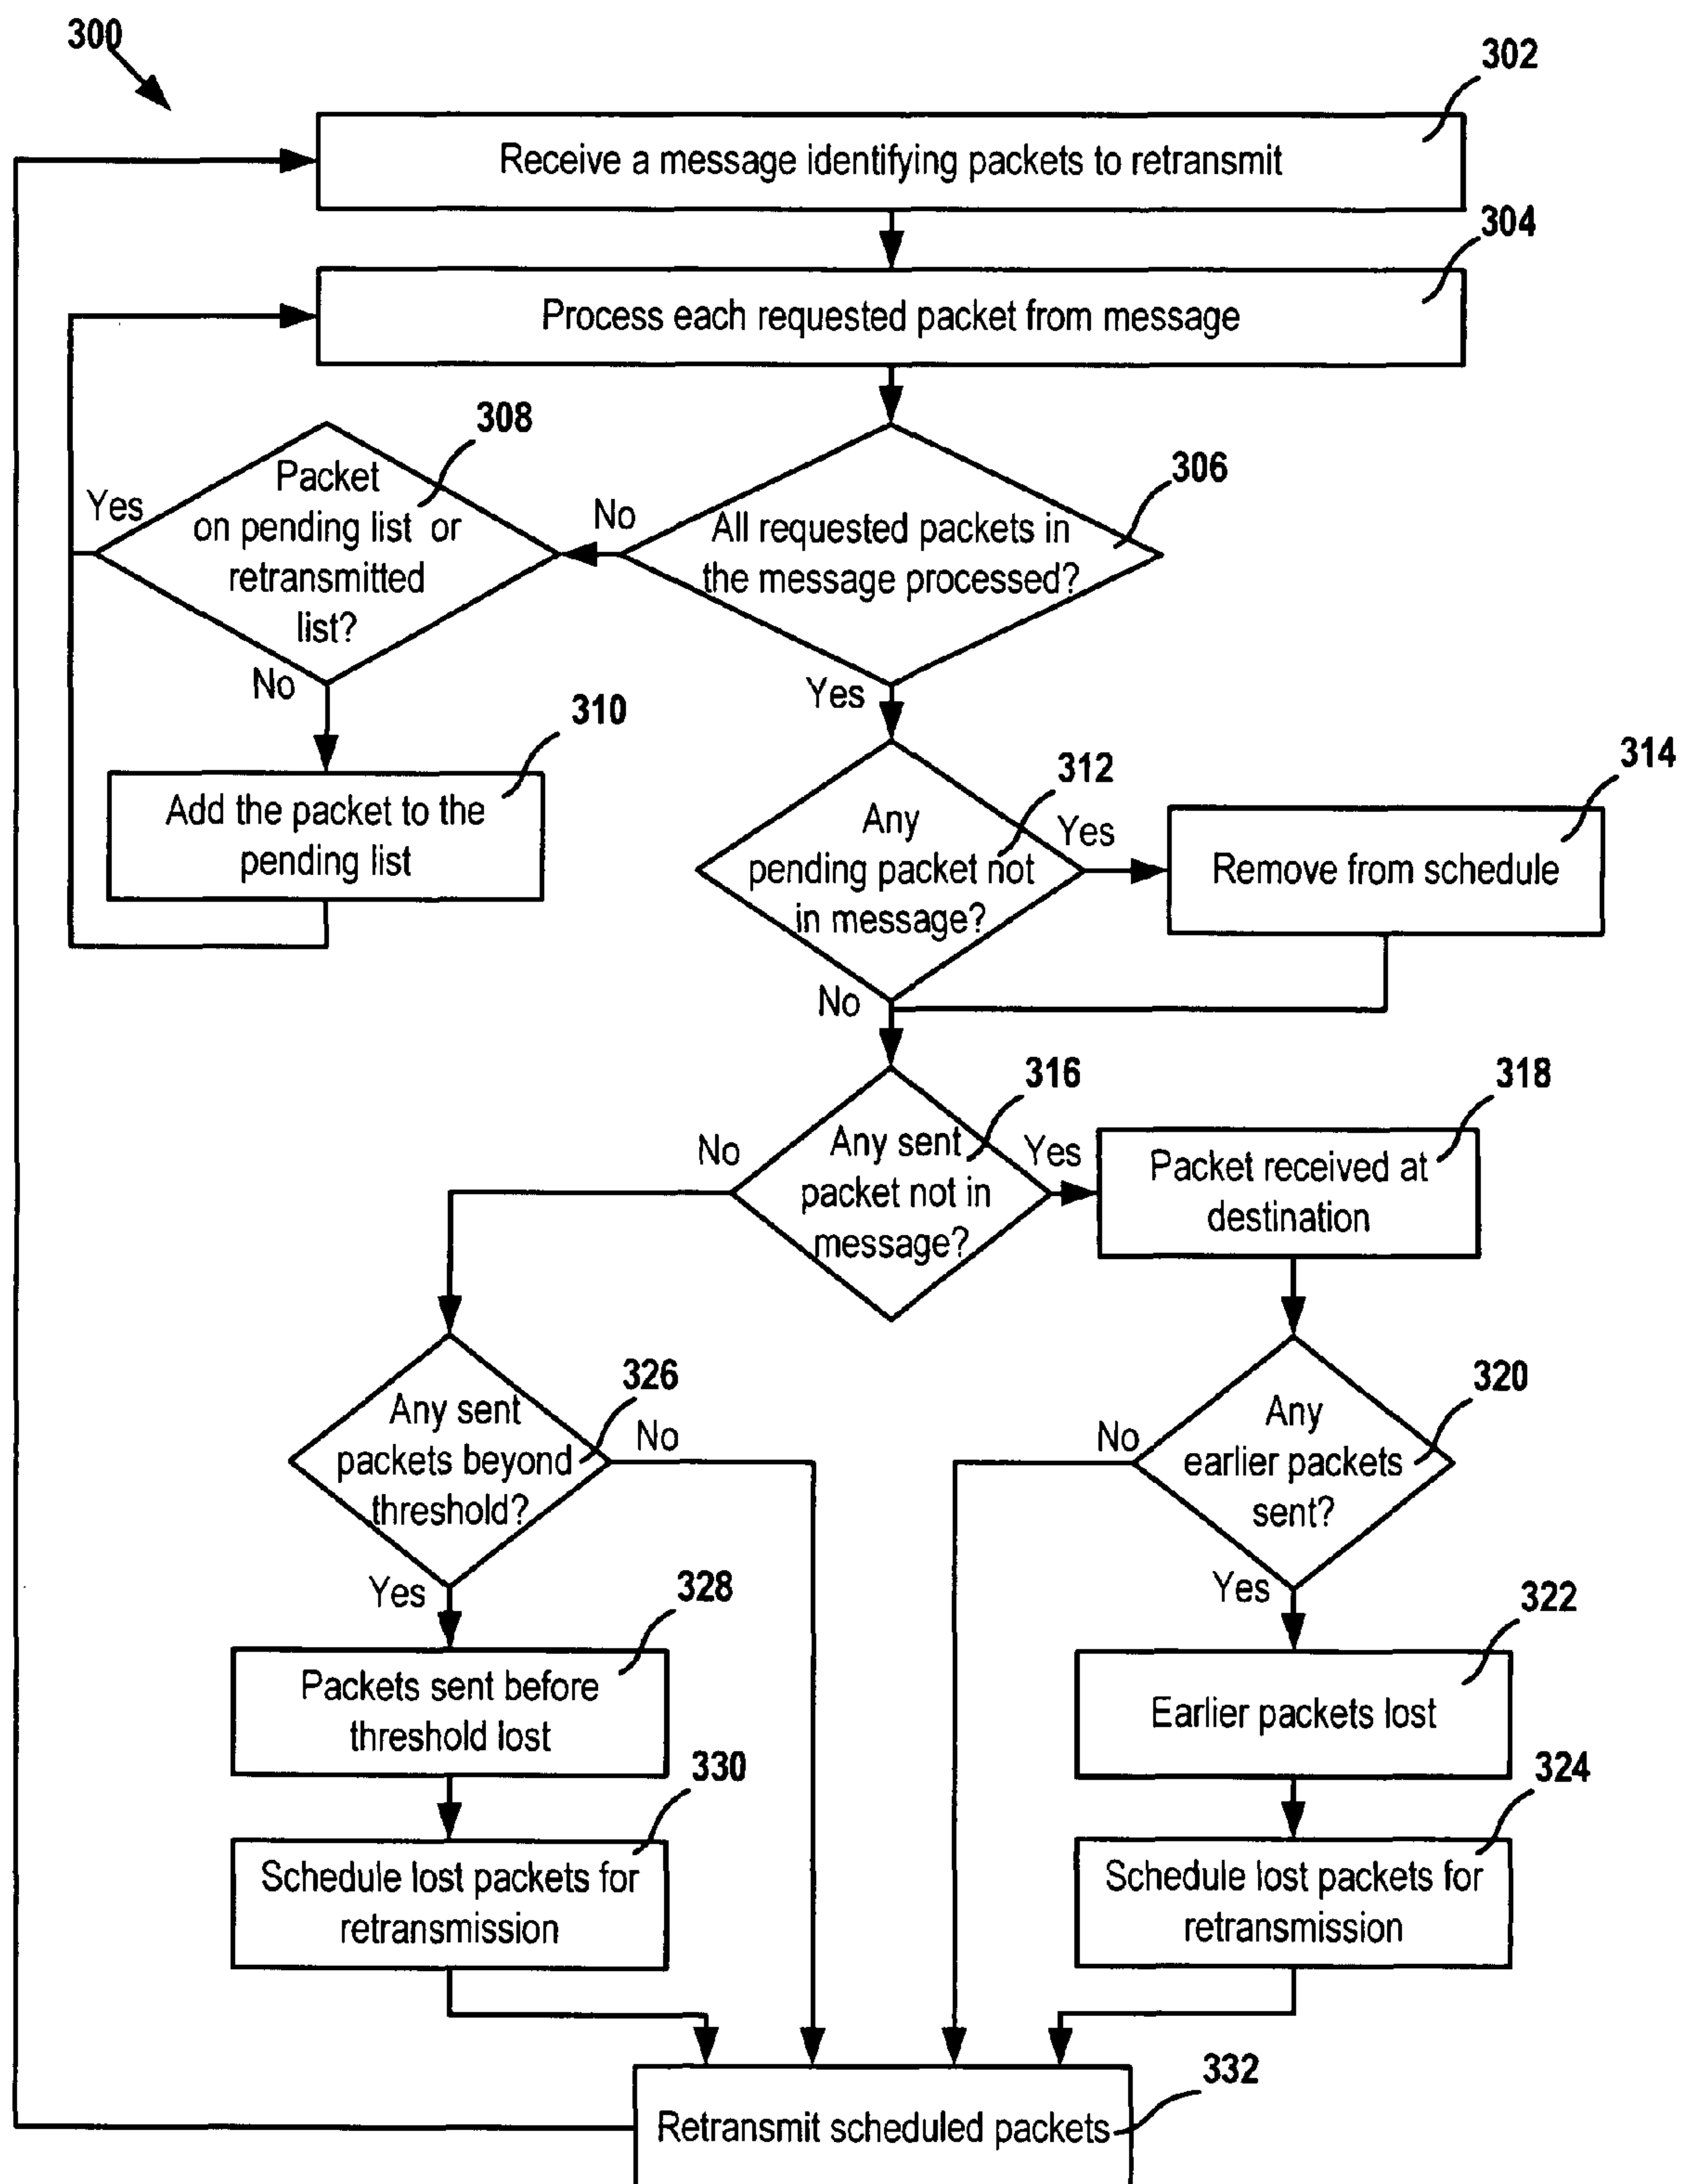 300
302
Receive a message identifying packets to retransmit
304
Process each requested packet from message
308
Packet
on pending list or
retransmitted
list?
Yes
No
306
All requested packets in
the message processed?
No
Yes
310
Add the packet to the
pending list
312
Any
pending packet not
in message?
Yes
No
314
Remove from schedule
316
Any sent
packet not in
message?
No
Yes
318
Packet received at
destination
326
Any sent
packets beyond
threshold?
No
Yes
320
Any
earlier packets
sent?
No
Yes
328
Packets sent before
threshold lost
322
Earlier packets lost
330
Schedule lost packets for
retransmission
324
Schedule lost packets for
retransmission
332
Retransmit scheduled packets